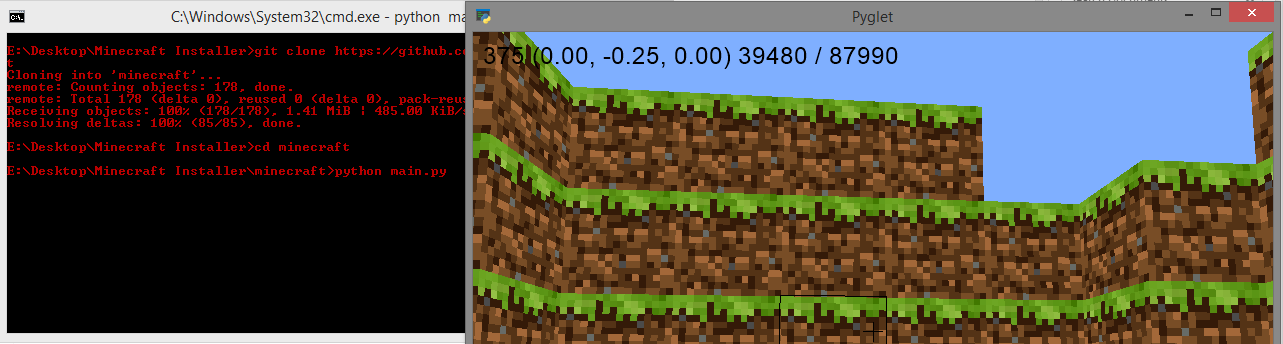 C:\Windows\System32\cmd.exe - python ma
E:\Desktop\Minecraft Installer>git clone https://github.co
t
Cloning into 'minecraft'...
remote: Counting objects: 178, done.
remote: Total 178 (delta 0), reused 0 (delta 0), pack-reus
Receiving objects: 100% (178/178), 1.41 MiB | 485.00 KiB/s
Resolving deltas: 100% (85/85), done.
E:\Desktop\Minecraft Installer>cd minecraft
E:\Desktop\Minecraft Installer\minecraft>python main.py
Pyglet
375 (0.00, -0.25, 0.00) 39480 / 87990